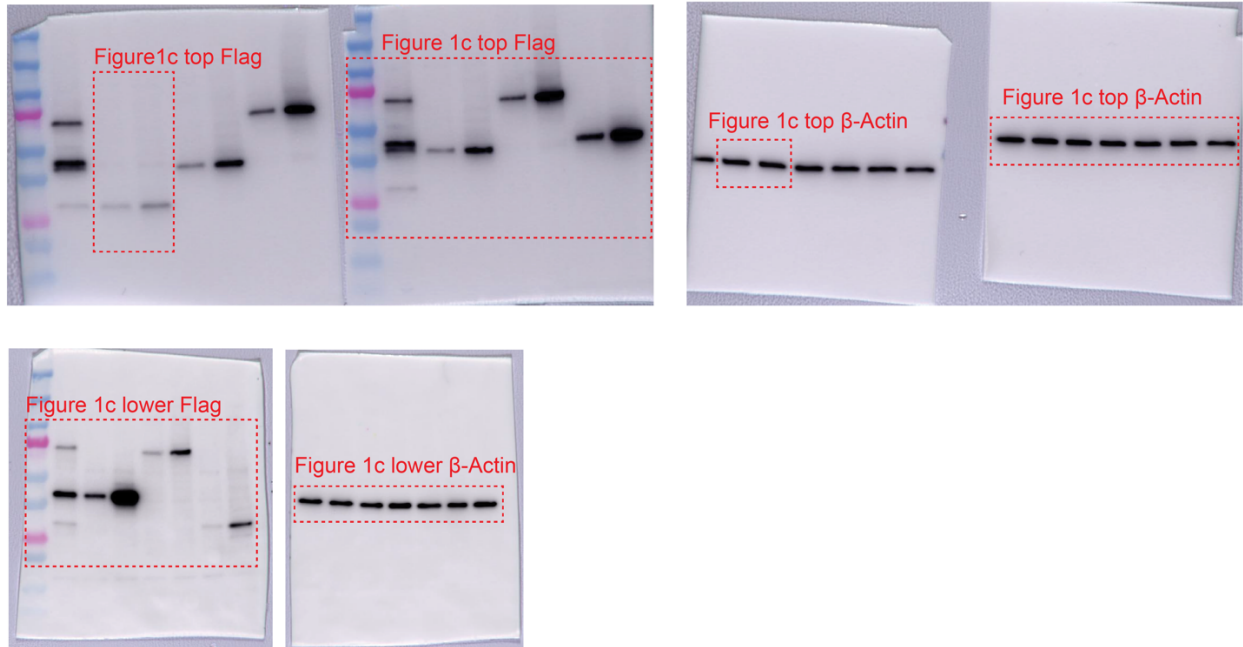 Figure1c top Flag
Figure 1c top Flag
Figure 1c top β-Actin
Figure 1c top β-Actin
Figure 1c lower Flag
Figure 1c lower β-Actin